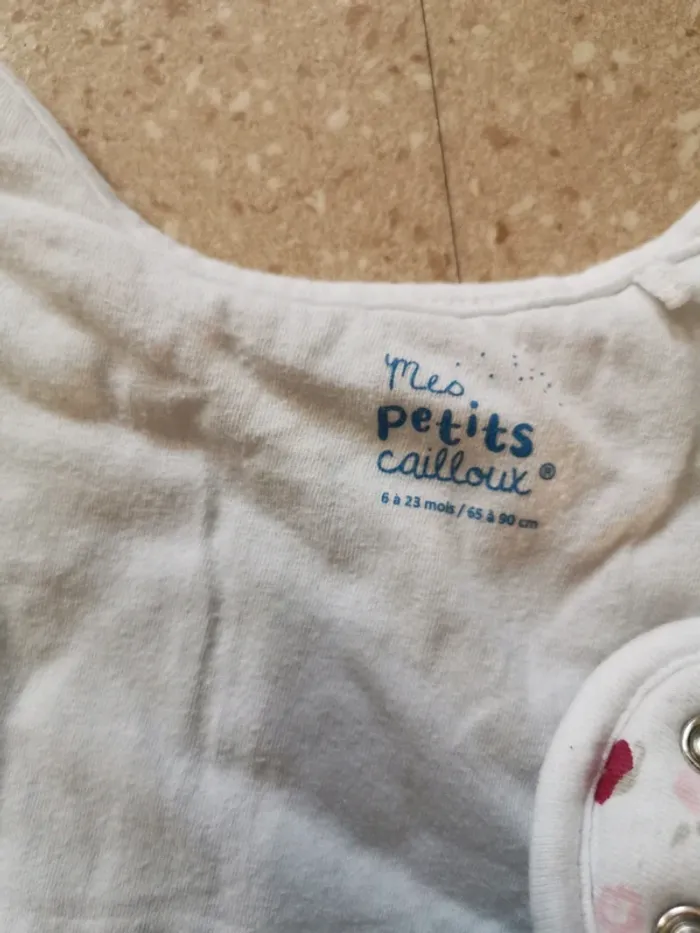 mes
petits
cailloux ®
6 à 23 mois / 65 à 90 cm